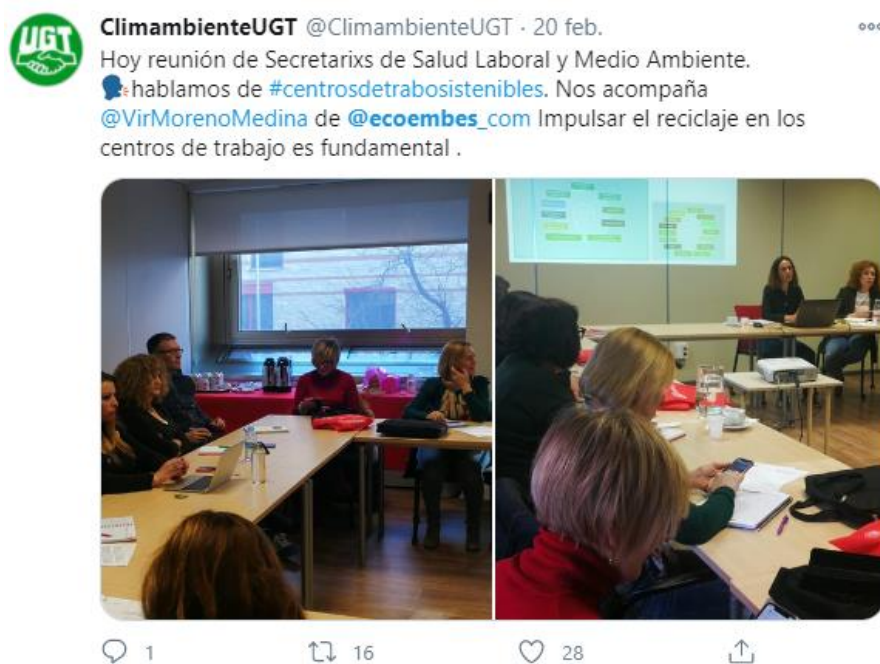 UGT
ClimambienteUGT @ClimambienteUGT · 20 feb.
Hoy reunión de Secretarixs de Salud Laboral y Medio Ambiente.
hablamos de #centrosdetrabosistenibles. Nos acompaña
@VirMorenoMedina de @ecoembes_com Impulsar el reciclaje en los
centros de trabajo es fundamental .
1 16 28